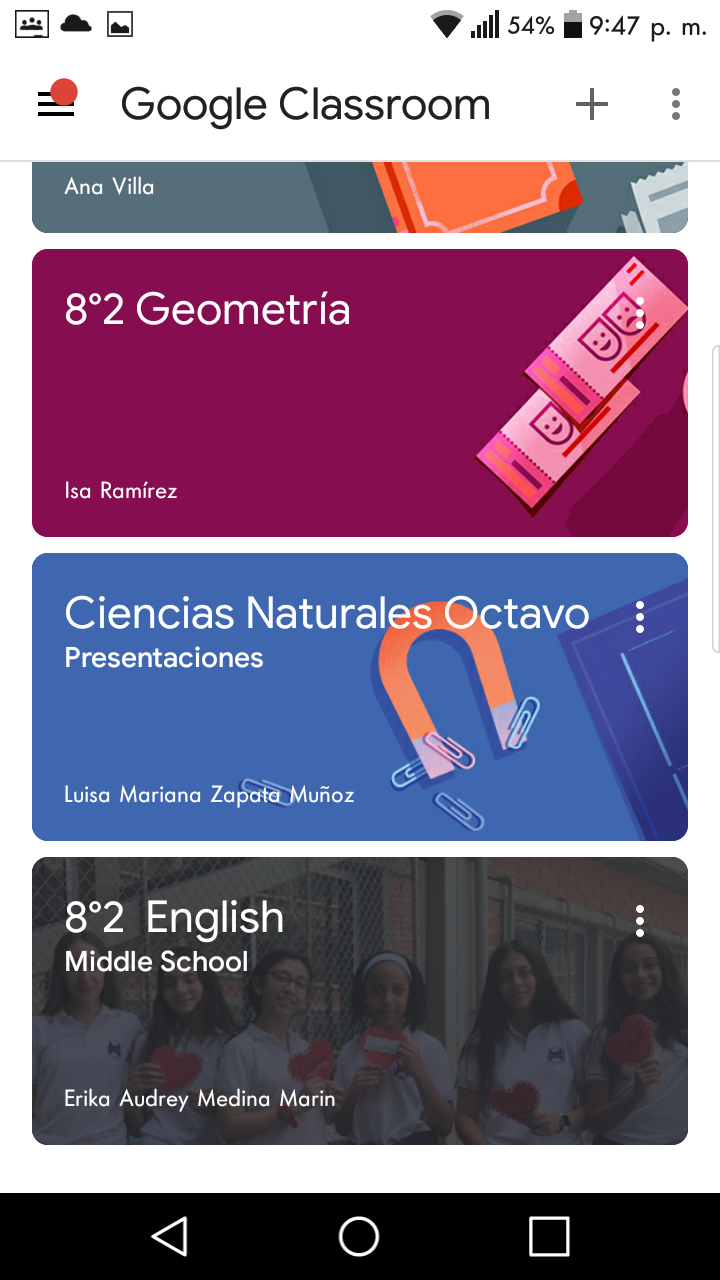 54% 9:47 p. m.
Google Classroom
Ana Villa
8°2 Geometría
Isa Ramírez
Ciencias Naturales Octavo
Presentaciones
Luisa Mariana Zapata Muñoz
8°2 English
Middle School
Erika Audrey Medina Marin